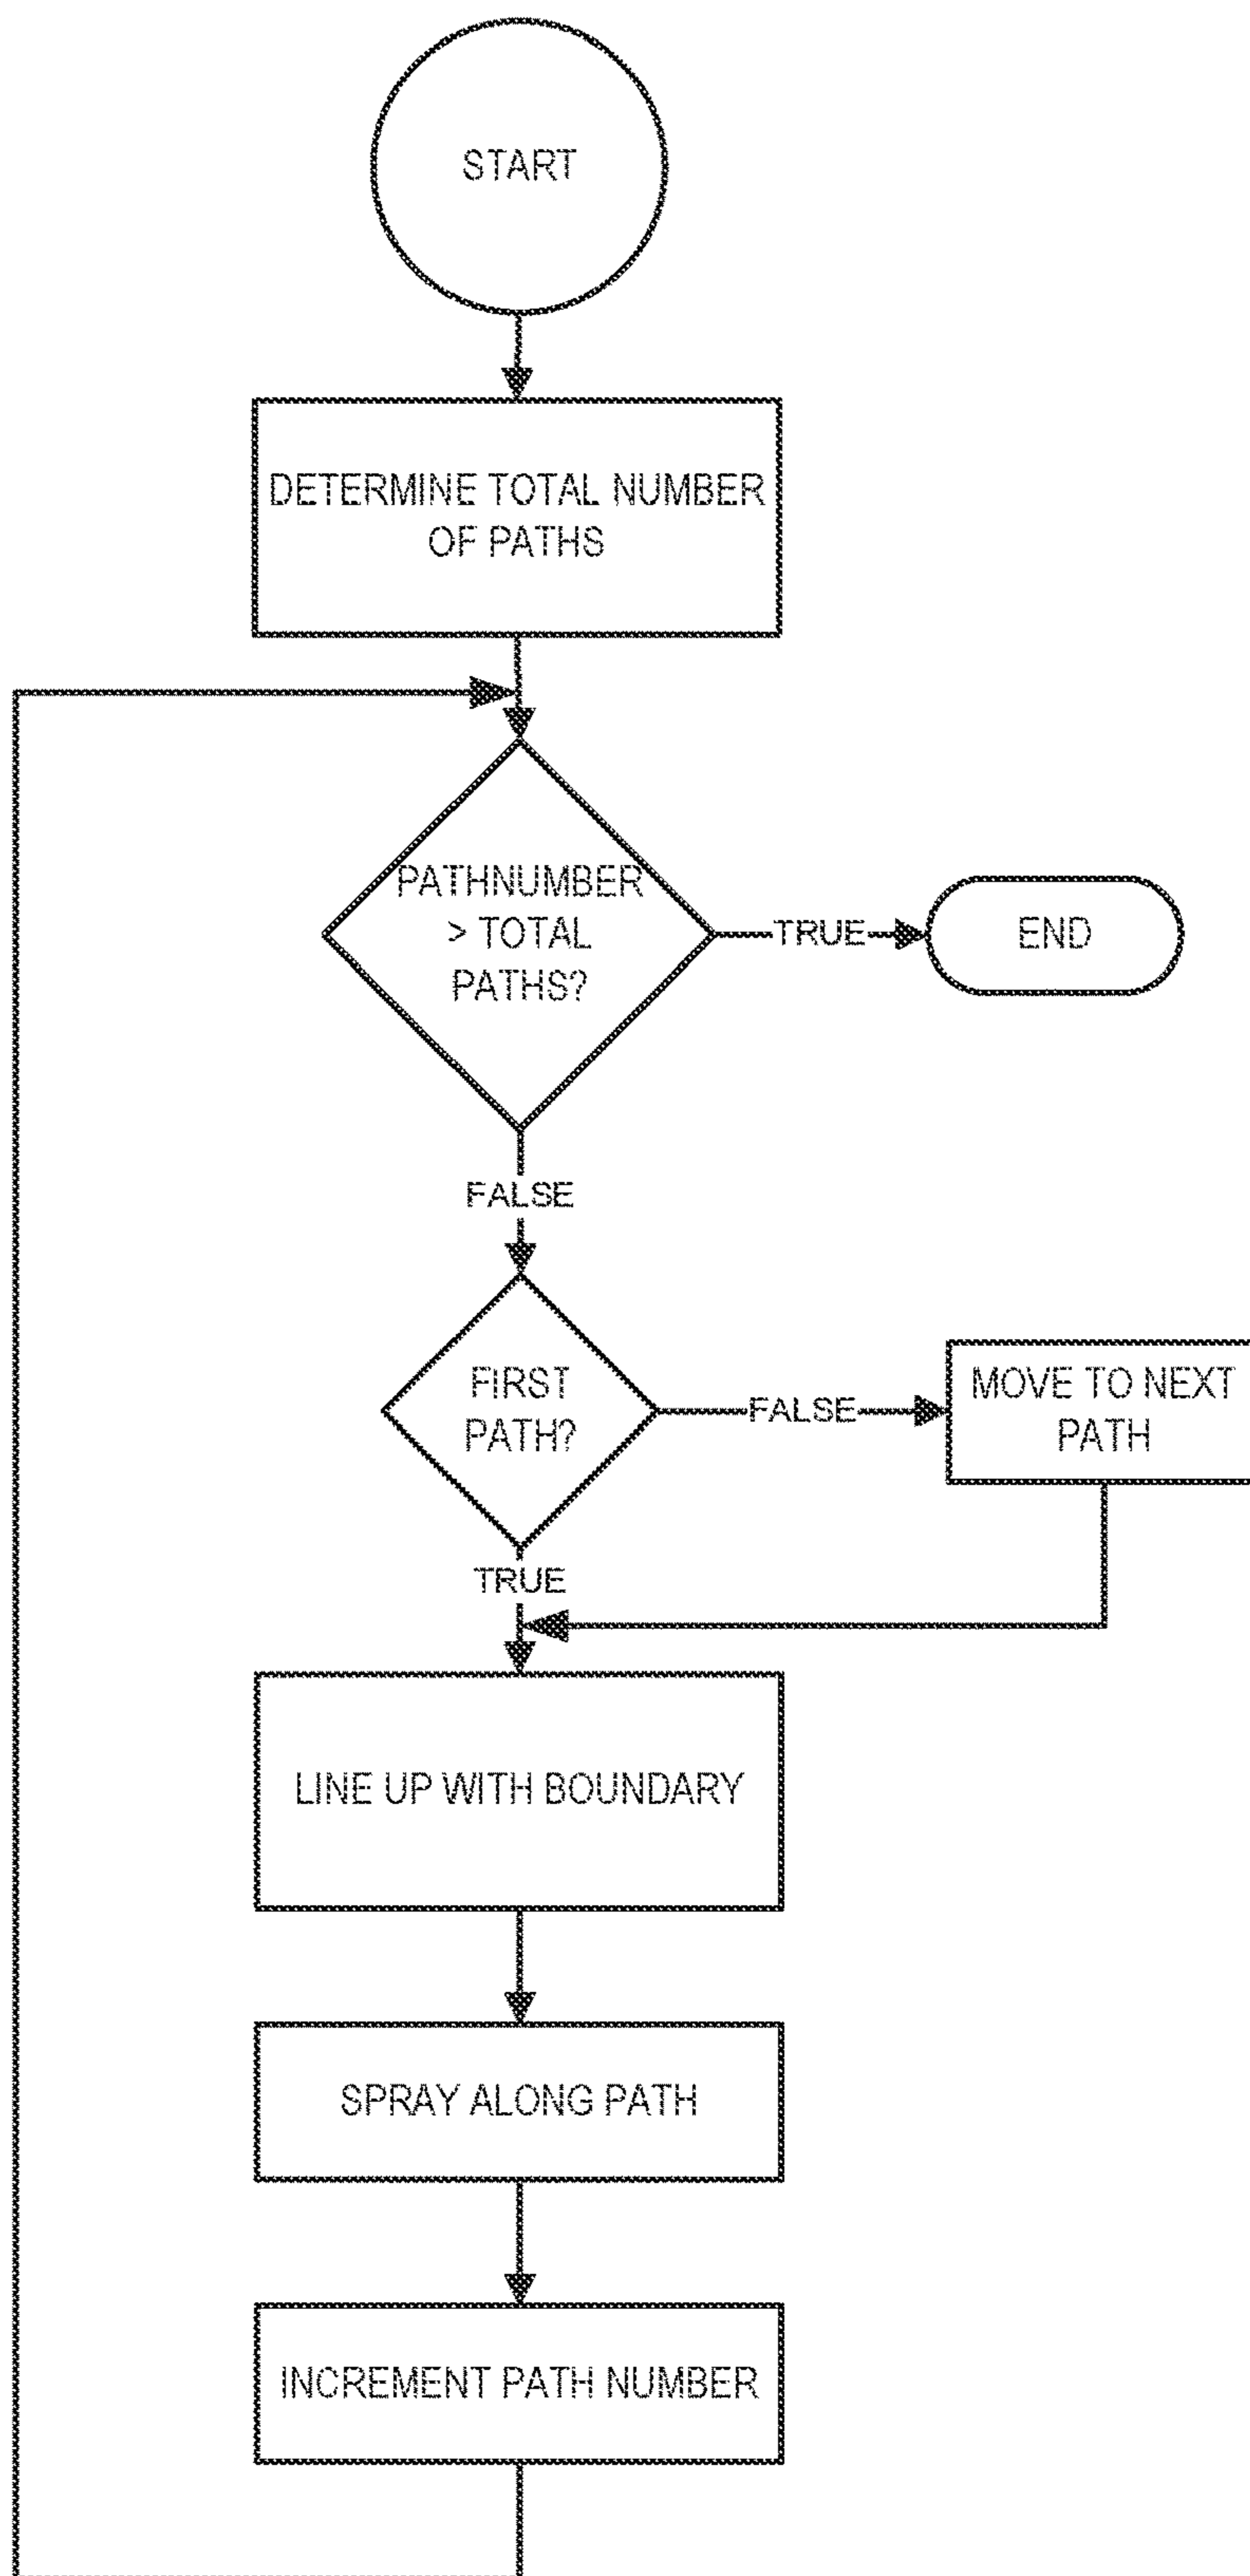 START
DETERMINE TOTAL NUMBER
OF PATHS
PATHNUMBER
> TOTAL
PATHS?
TRUE
END
FALSE
FIRST
PATH?
FALSE
MOVE TO NEXT
PATH
TRUE
LINE UP WITH BOUNDARY
SPRAY ALONG PATH
INCREMENT PATH NUMBER